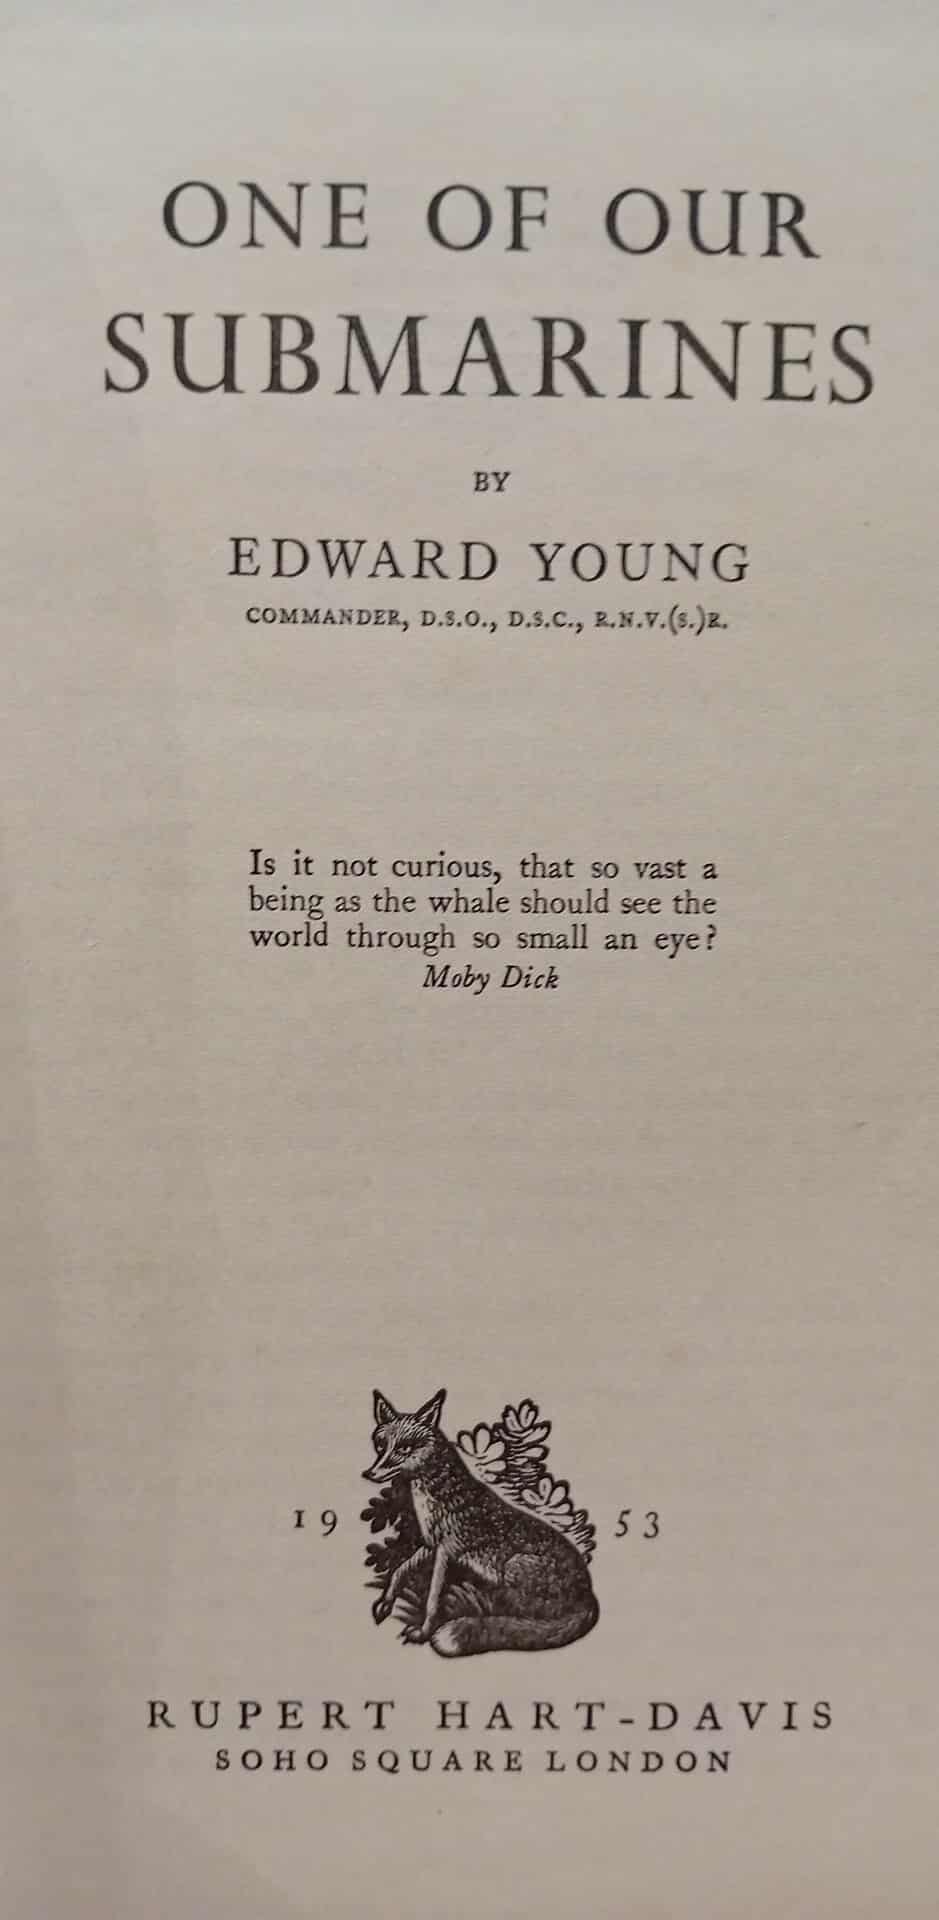 ONE OF OUR
SUBMARINES
BY
EDWARD YOUNG
COMMANDER, D.S.O., D.S.C., R.N.V.(S.)R.
Is it not curious, that so vast a
being as the whale should see the
world through so small an eye?
Moby Dick
19 53
RUPERT HART-DAVIS
SOHO SQUARE LONDON